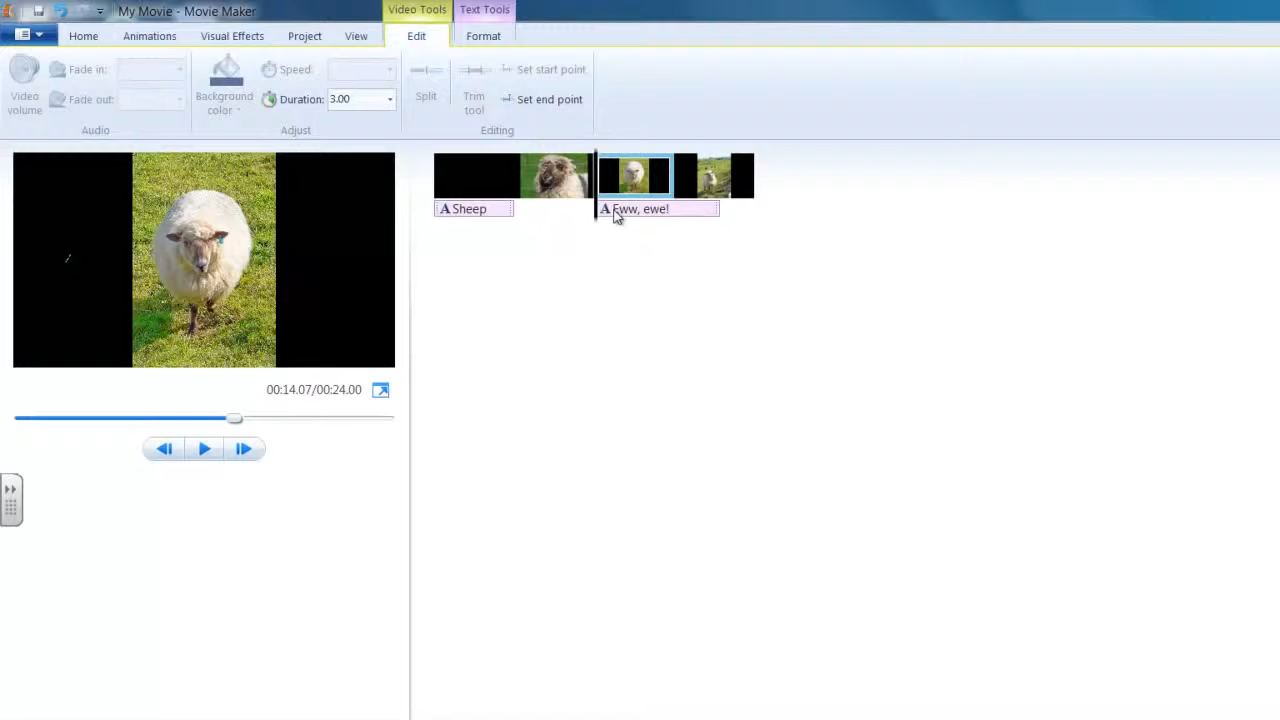 My Movie - Movie Maker
Video Tools
Text Tools
Home
Animations
Visual Effects
Project
View
Edit
Format
Video volume
Fade in:
Fade out:
Audio
Background color
Speed:
Duration: 3.00
Adjust
Split
Trim tool
Set start point
Set end point
Editing
A Sheep
A Eww, ewe!
00:14.07/00:24.00